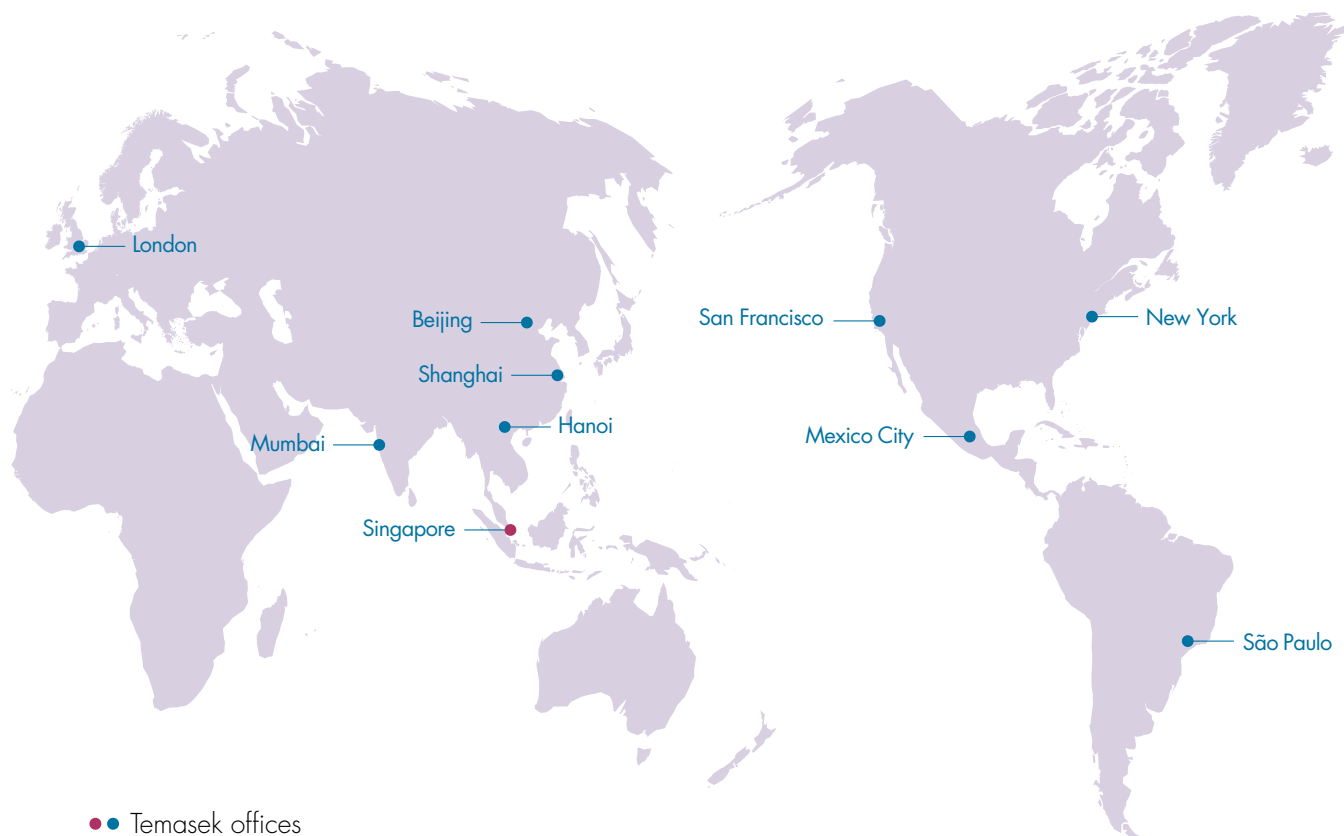 London
Beijing
San Francisco
New York
Shanghai
Hanoi
Mumbai
Mexico City
Singapore
São Paulo
Temasek offices